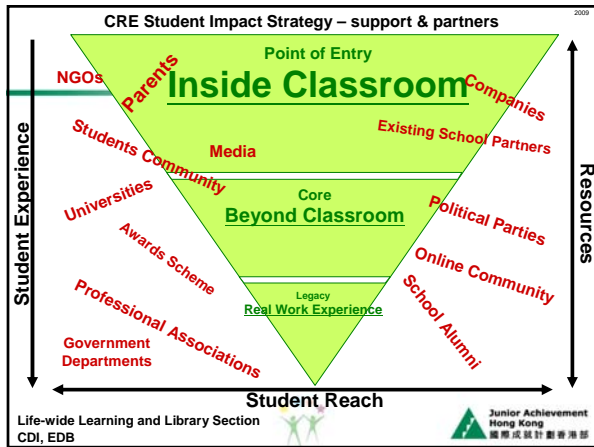 CRE Student Impact Strategy – support & partners
2009
Point of Entry
Inside Classroom
NGOs
Parents
Companies
Existing School Partners
Students Community
Media
Core
Beyond Classroom
Universities
Political Parties
Awards Scheme
Online Community
Legacy
Real Work Experience
Professional Associations
School Alumni
Government
Departments
Student Experience
Resources
Student Reach
Life-wide Learning and Library Section
CDI, EDB
Junior Achievement
Hong Kong
國際成就計劃香港部